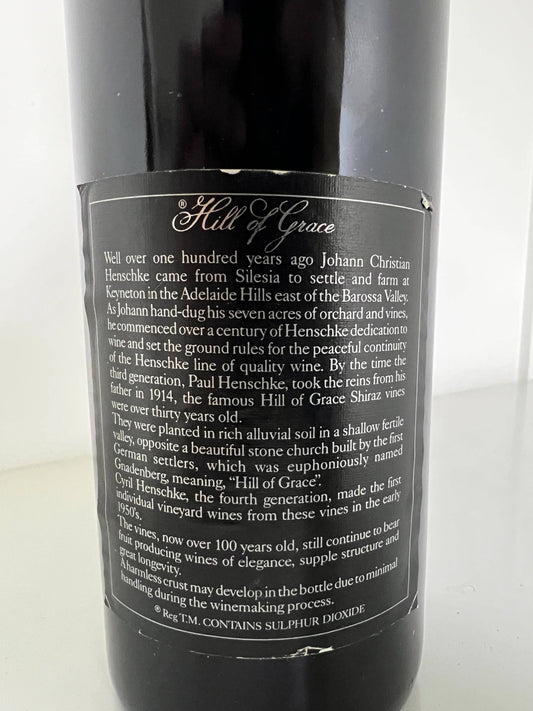 ® Hill of Grace
Well over one hundred years ago Johann Christian
Henschke came from Silesia to settle and farm at
Keyneton in the Adelaide Hills east of the Barossa Valley.
As Johann hand-dug his seven acres of orchard and vines,
he commenced over a century of Henschke dedication to
wine and set the ground rules for the peaceful continuity
of the Henschke line of quality wine. By the time the
third generation, Paul Henschke, took the reins from his
father in 1914, the famous Hill of Grace Shiraz vines
were over thirty years old.
They were planted in rich alluvial soil in a shallow fertile
valley, opposite a beautiful stone church built by the first
German settlers, which was euphoniously named
Gnadenberg, meaning, “Hill of Grace”.
Cyril Henschke, the fourth generation, made the first
individual vineyard wines from these vines in the early
1950's.
The vines, now over 100 years old, still continue to bear
fruit producing wines of elegance, supple structure and
great longevity.
A harmless crust may develop in the bottle due to minimal
handling during the winemaking process.
® Reg T.M. CONTAINS SULPHUR DIOXIDE